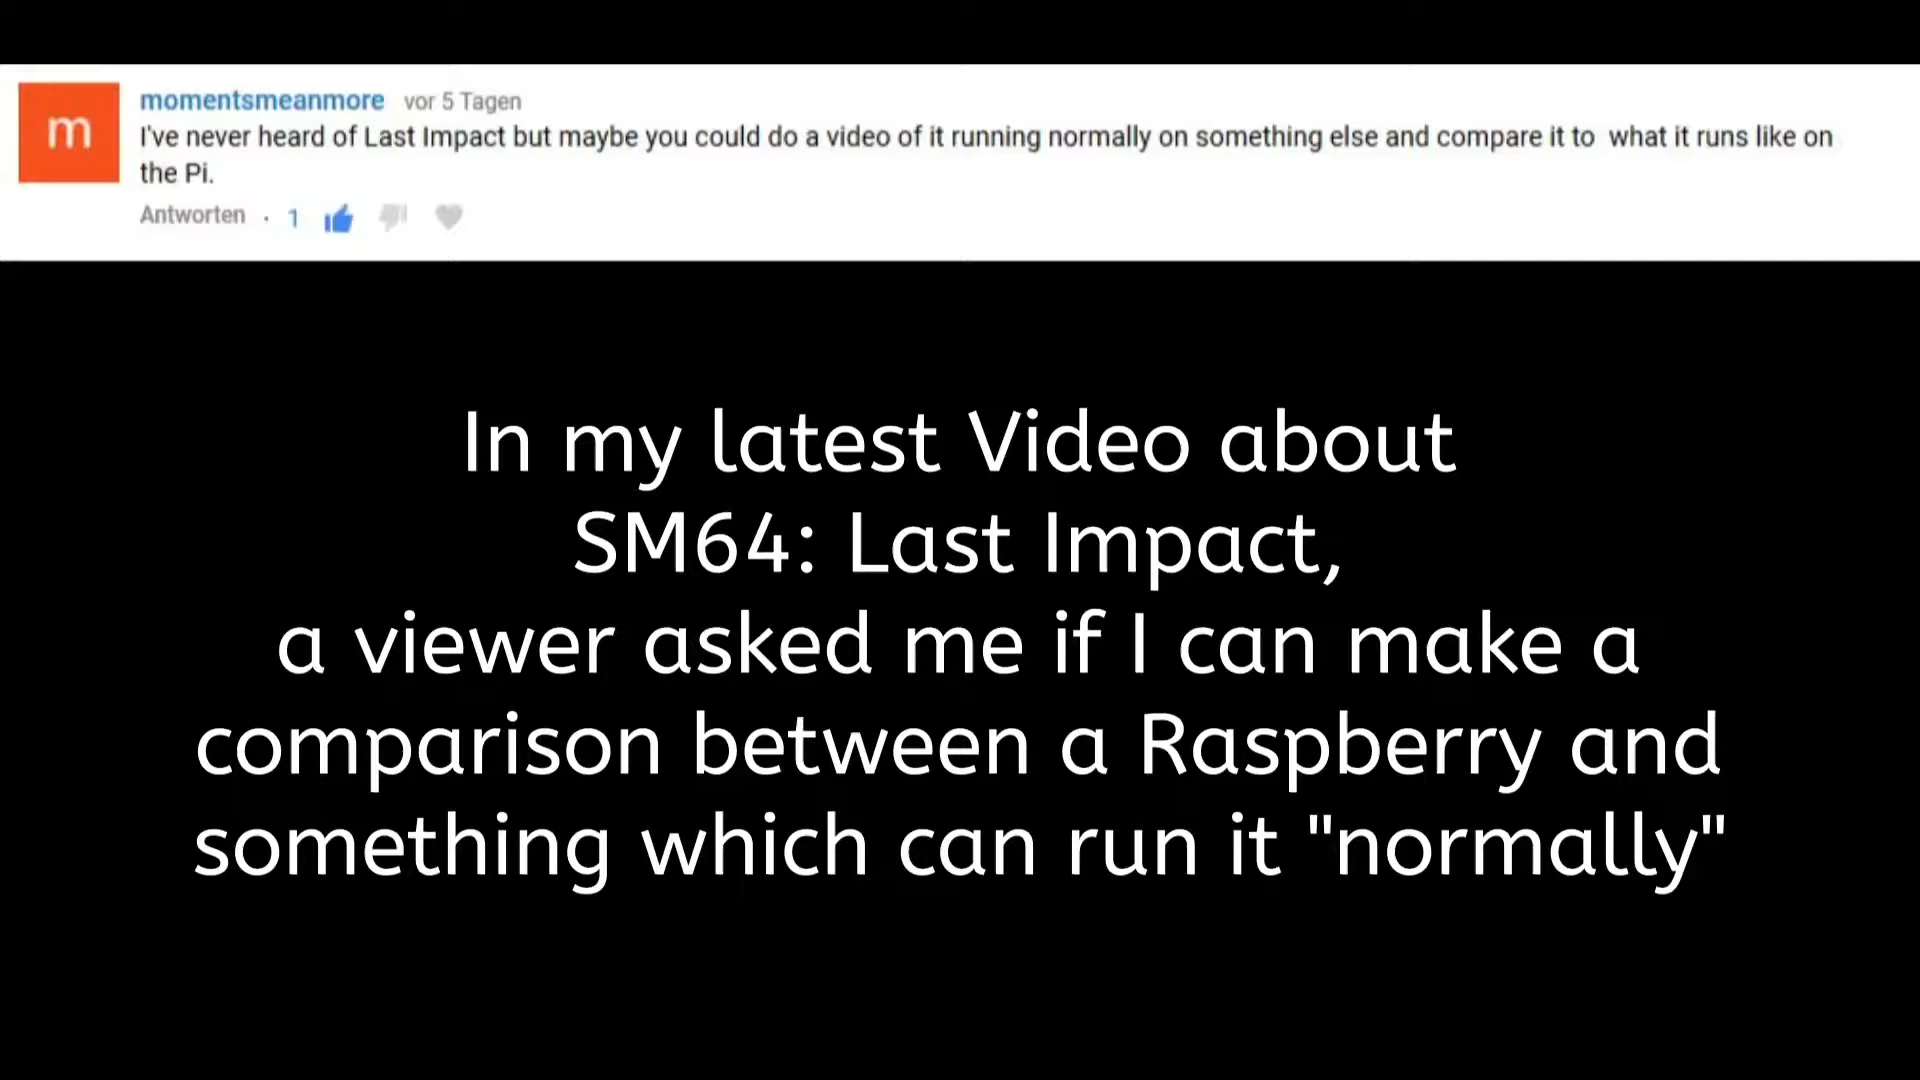 m
momentsmeanmore vor 5 Tagen
I've never heard of Last Impact but maybe you could do a video of it running normally on something else and compare it to  what it runs like on
the Pi.
Antworten · 1
In my latest Video about
SM64: Last Impact,
a viewer asked me if I can make a
comparison between a Raspberry and
something which can run it "normally"